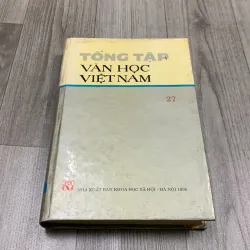 TỔNG TẬP
VĂN HỌC
VIỆT NAM
27
NHÀ XUẤT BẢN KHOA HỌC XÃ HỘI - HÀ NỘI